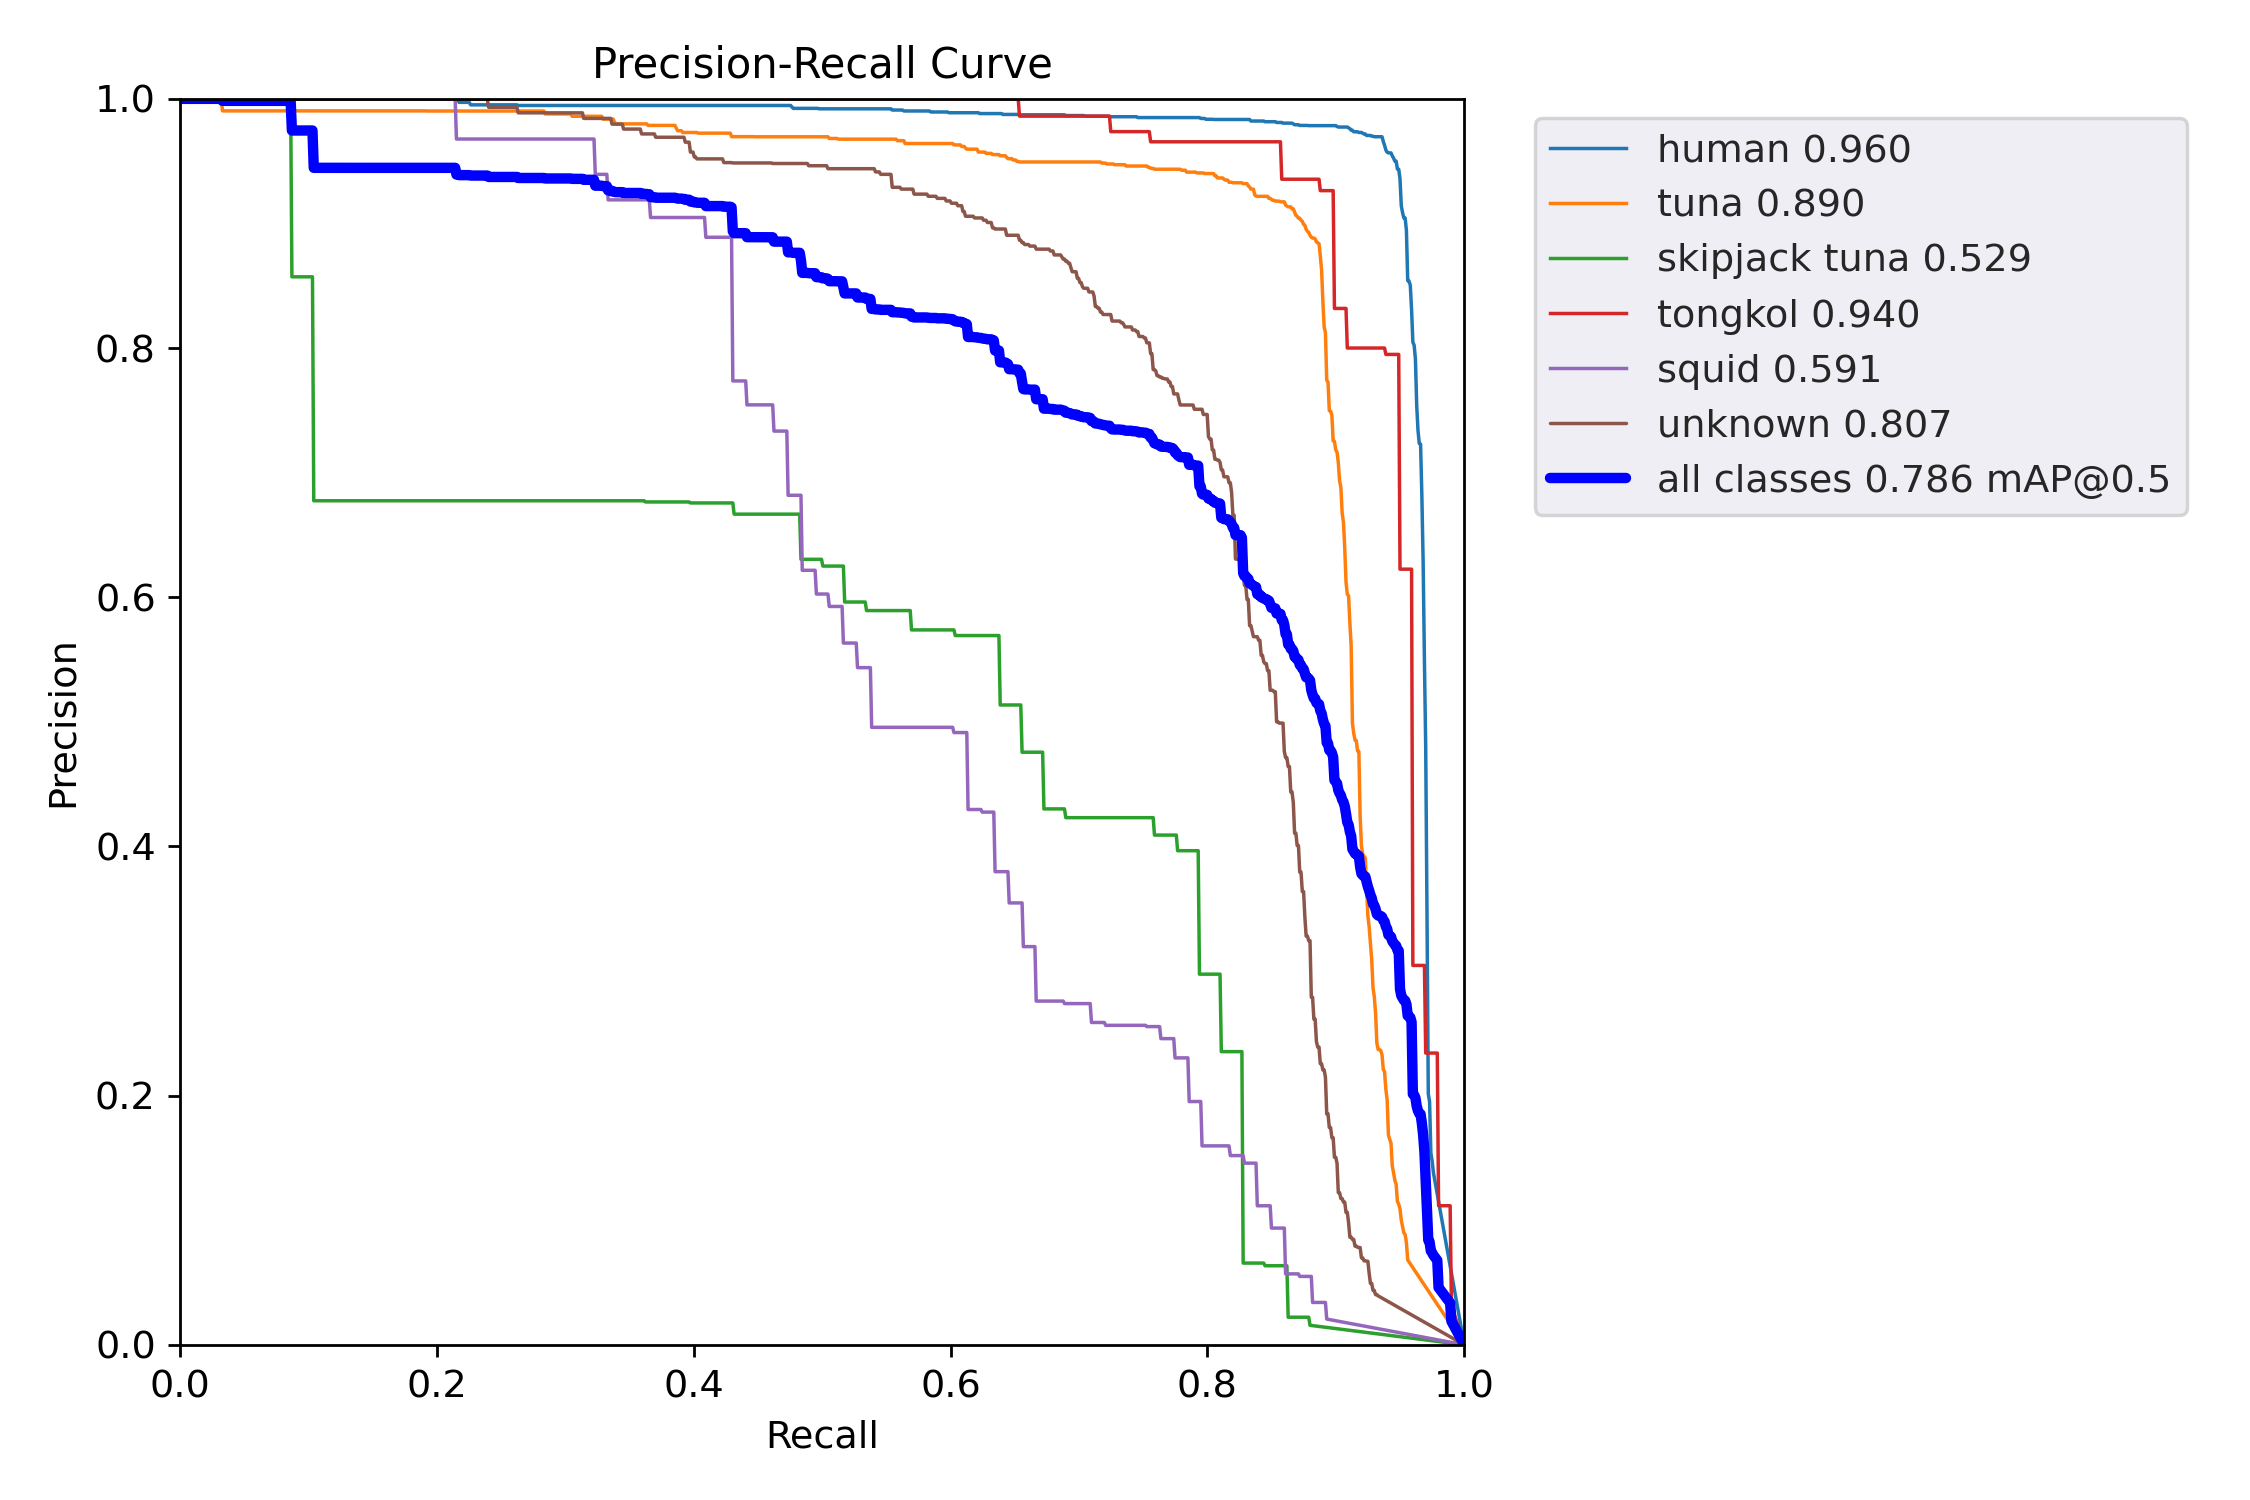 Precision-Recall Curve
1.0
0.8
0.6
0.4
0.2
0.0
Precision
0.0 0.2 0.4 0.6 0.8 1.0
Recall
human 0.960
tuna 0.890
skipjack tuna 0.529
tongkol 0.940
squid 0.591
unknown 0.807
all classes 0.786 mAP@0.5